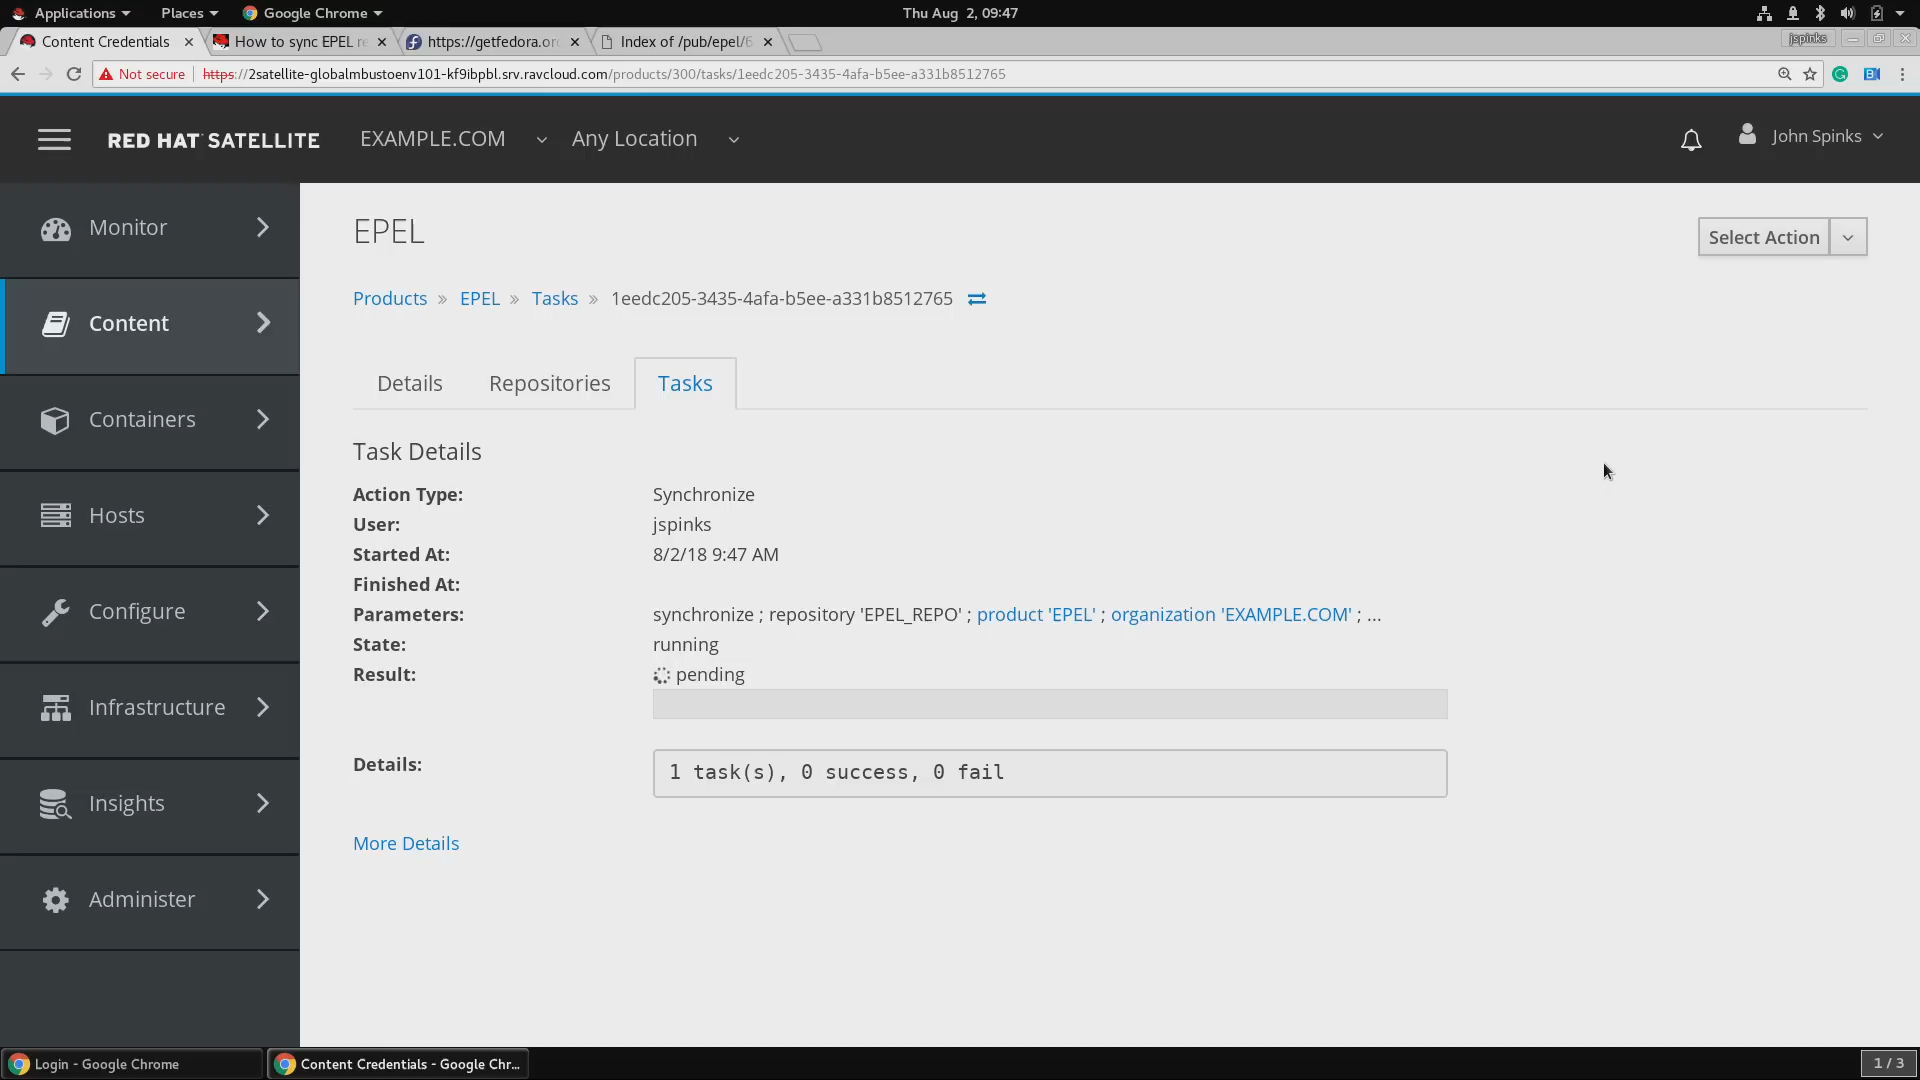 Applications Places Google Chrome Thu Aug 2, 09:47
Content Credentials How to sync EPEL re https://getfedora.or Index of /pub/epel/6 jspinks
Not secure https://2satellite-globalmbustoenv101-kf9ibpbl.srv.ravcloud.com/products/300/tasks/1eedc205-3435-4afa-b5ee-a331b8512765
RED HAT SATELLITE EXAMPLE.COM Any Location John Spinks
Monitor
Content
Containers
Hosts
Configure
Infrastructure
Insights
Administer
EPEL
Select Action
Products » EPEL » Tasks » 1eedc205-3435-4afa-b5ee-a331b8512765
Details Repositories Tasks
Task Details
Action Type: Synchronize
User: jspinks
Started At: 8/2/18 9:47 AM
Finished At:
Parameters: synchronize ; repository 'EPEL_REPO' ; product 'EPEL' ; organization 'EXAMPLE.COM' ; ...
State: running
Result: pending
Details: 1 task(s), 0 success, 0 fail
More Details
Login - Google Chrome Content Credentials - Google Chr... 1 / 3